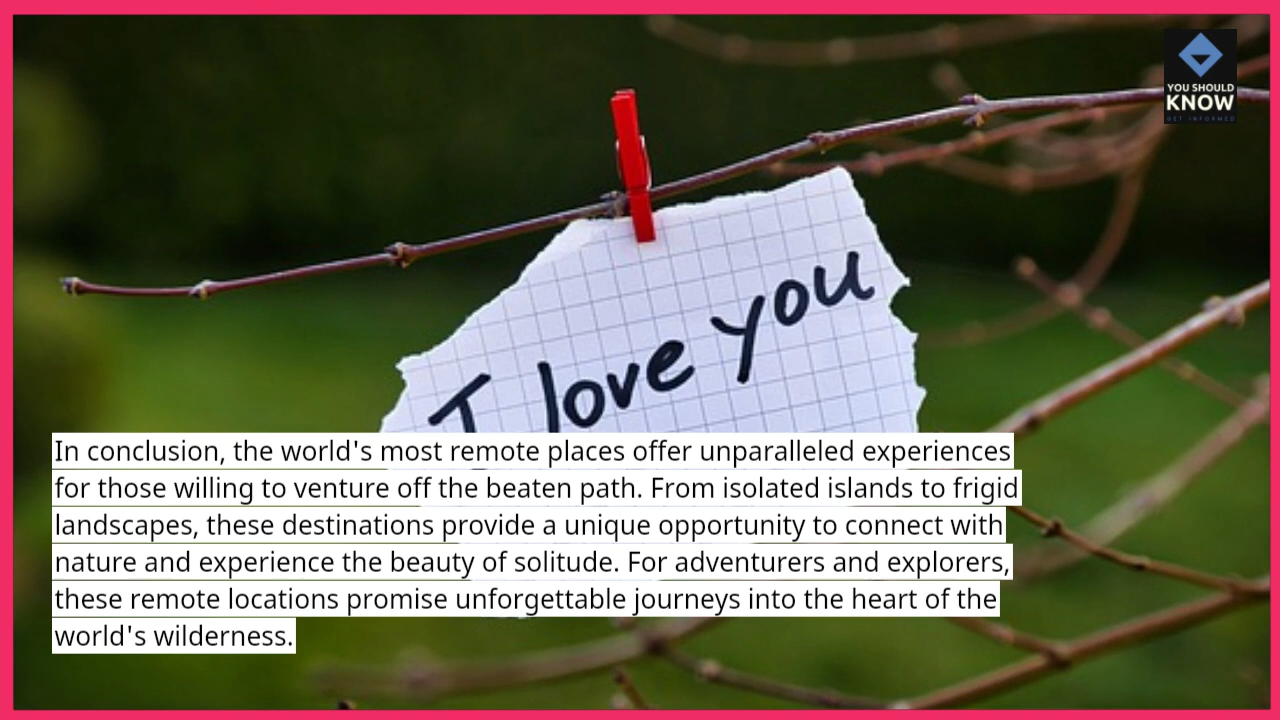 YOU SHOULD
KNOW
GET INFORMED
I love you
In conclusion, the world's most remote places offer unparalleled experiences
for those willing to venture off the beaten path. From isolated islands to frigid
landscapes, these destinations provide a unique opportunity to connect with
nature and experience the beauty of solitude. For adventurers and explorers,
these remote locations promise unforgettable journeys into the heart of the
world's wilderness.